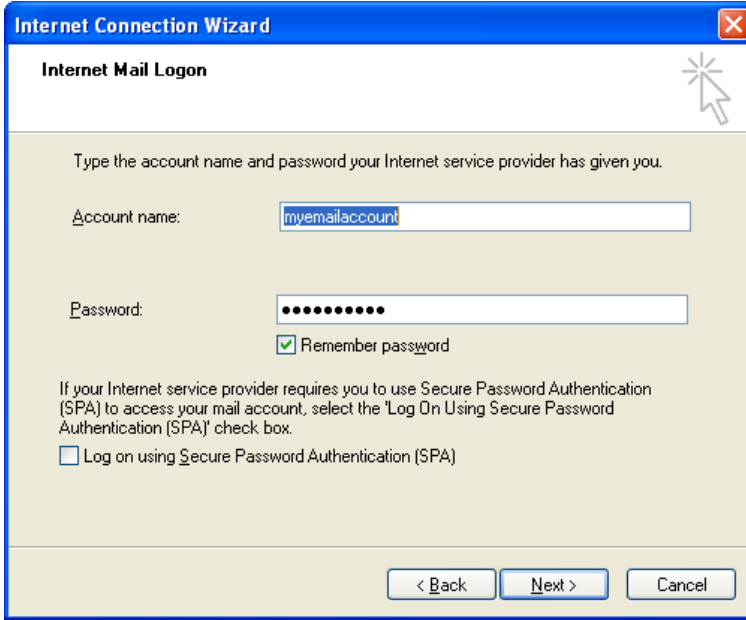 Internet Connection Wizard
Internet Mail Logon
Type the account name and password your Internet service provider has given you.
Account name: myemailaccount
Password: ●●●●●●●●●●
Remember password
If your Internet service provider requires you to use Secure Password Authentication
(SPA) to access your mail account, select the 'Log On Using Secure Password
Authentication (SPA)' check box.
Log on using Secure Password Authentication (SPA)
< Back Next > Cancel